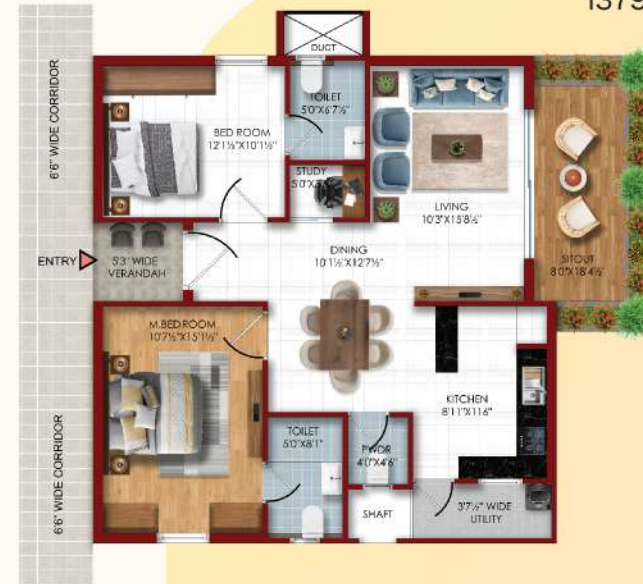 1379
DUCT
6'6" WIDE CORRIDOR
TOILET
5'0"X6'7½"
BED ROOM
12'1½"X10'1½"
STUDY
LIVING
10'3"X15'8½"
ENTRY
5'3" WIDE
VERANDAH
DINING
10'1½"X12'7½"
SITOUT
8'0"X18'4½"
M.BED ROOM
10'7½"X15'1½"
KITCHEN
8'11"X11'6"
TOILET
5'0"X8'1"
PWDR
4'0"X4'6"
6'6" WIDE CORRIDOR
SHAFT
3'7½" WIDE
UTILITY